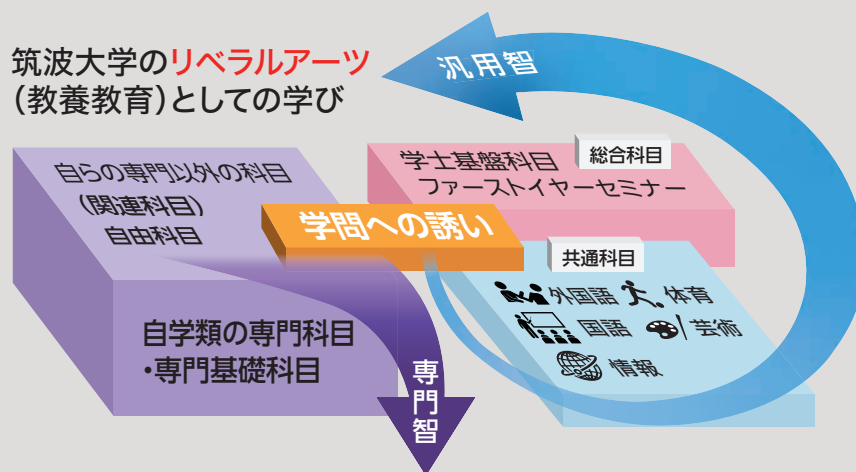 筑波大学のリベラルアーツ
（教養教育）としての学び
汎用智
自らの専門以外の科目
（関連科目）
自由科目
学問への誘い
学士基盤科目
総合科目
ファーストイヤーセミナー
共通科目
外国語 体育
国語 芸術
情報
自学類の専門科目
・専門基礎科目
専門智